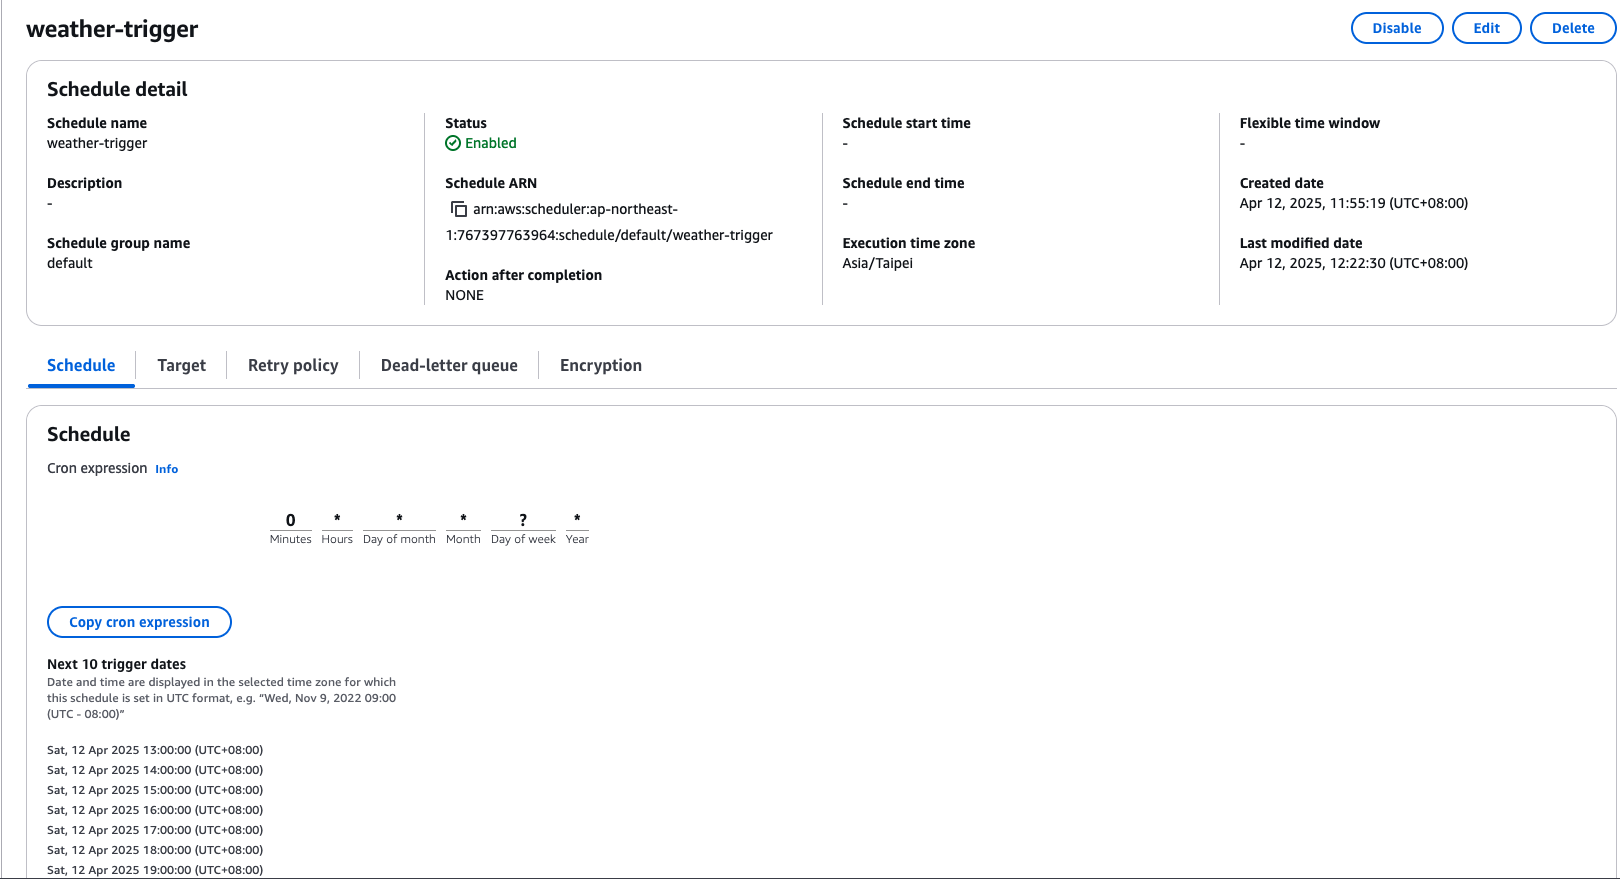 weather-trigger
Disable
Edit
Delete
Schedule detail
Schedule name
weather-trigger
Description
-
Schedule group name
default
Status
Enabled
Schedule ARN
arn:aws:scheduler:ap-northeast-
1:767397763964:schedule/default/weather-trigger
Action after completion
NONE
Schedule start time
-
Schedule end time
-
Execution time zone
Asia/Taipei
Flexible time window
-
Created date
Apr 12, 2025, 11:55:19 (UTC+08:00)
Last modified date
Apr 12, 2025, 12:22:30 (UTC+08:00)
Schedule
Target
Retry policy
Dead-letter queue
Encryption
Schedule
Cron expression Info
0 * * * ? *
Minutes Hours Day of month Month Day of week Year
Copy cron expression
Next 10 trigger dates
Date and time are displayed in the selected time zone for which
this schedule is set in UTC format, e.g. "Wed, Nov 9, 2022 09:00
(UTC - 08:00)"
Sat, 12 Apr 2025 13:00:00 (UTC+08:00)
Sat, 12 Apr 2025 14:00:00 (UTC+08:00)
Sat, 12 Apr 2025 15:00:00 (UTC+08:00)
Sat, 12 Apr 2025 16:00:00 (UTC+08:00)
Sat, 12 Apr 2025 17:00:00 (UTC+08:00)
Sat, 12 Apr 2025 18:00:00 (UTC+08:00)
Sat, 12 Apr 2025 19:00:00 (UTC+08:00)